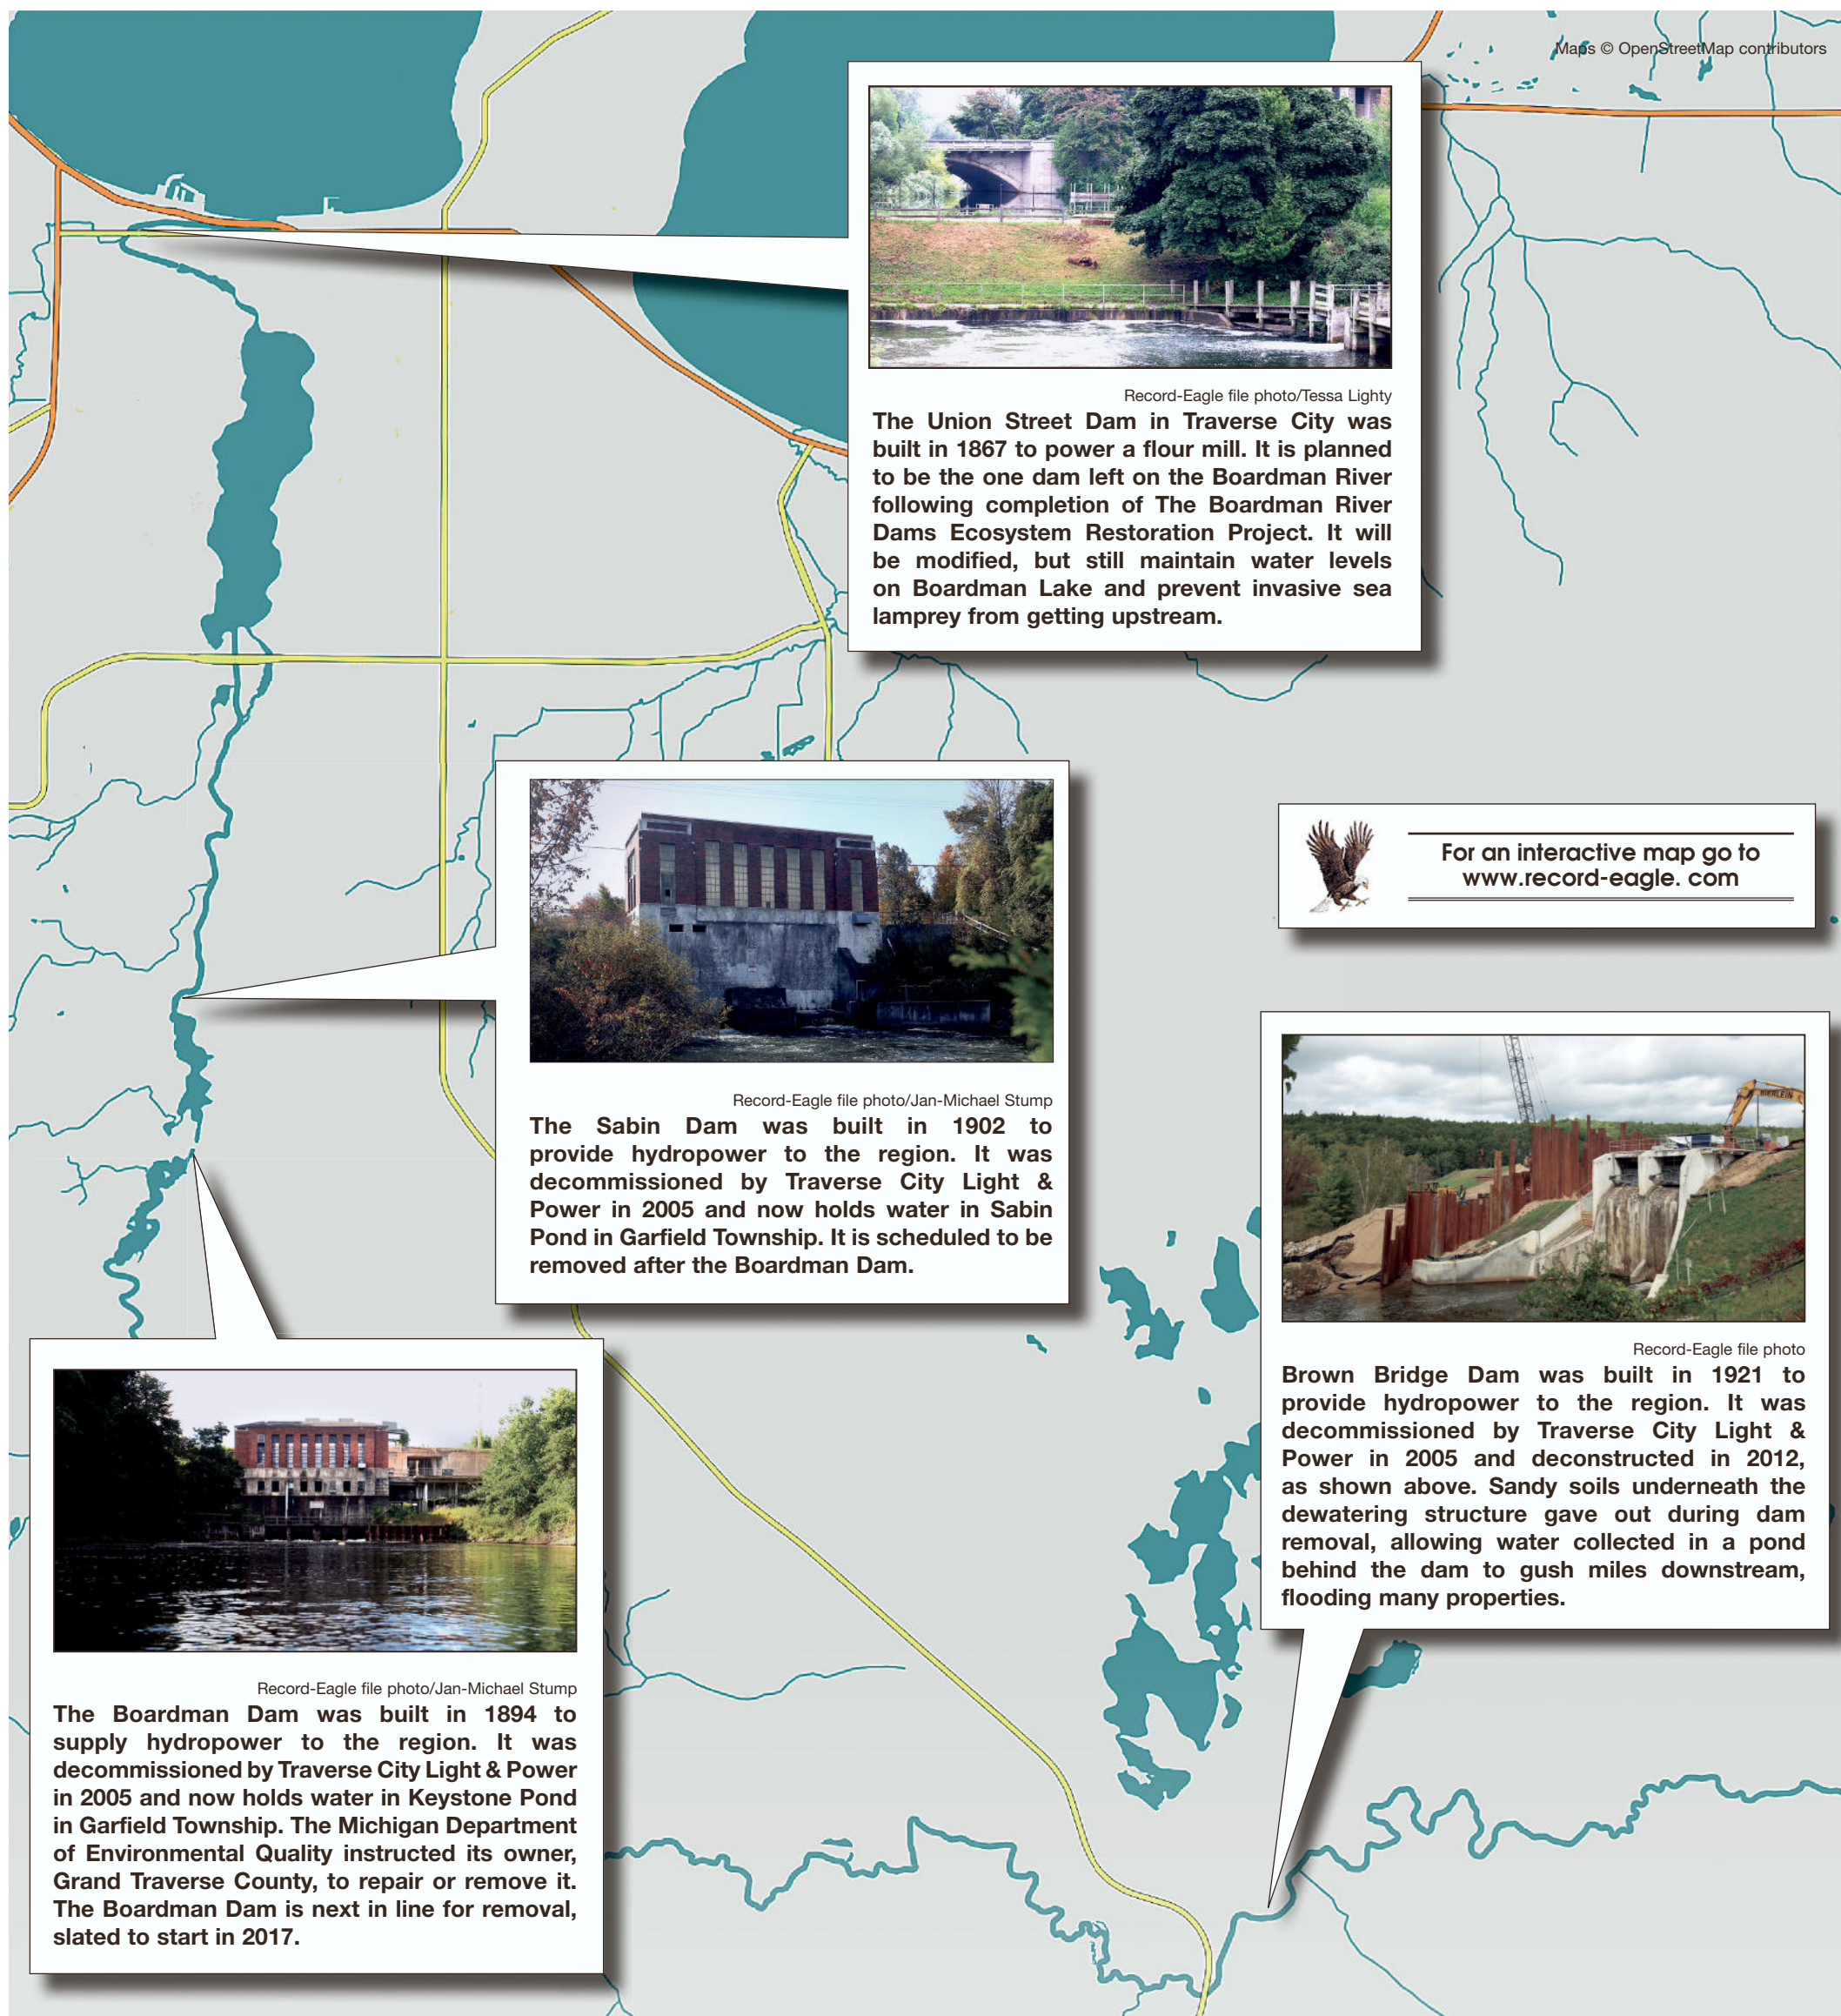 Maps © OpenStreetMap contributors
Record-Eagle file photo/Tessa Lighty
The Union Street Dam in Traverse City was
built in 1867 to power a flour mill. It is planned
to be the one dam left on the Boardman River
following completion of The Boardman River
Dams Ecosystem Restoration Project. It will
be modified, but still maintain water levels
on Boardman Lake and prevent invasive sea
lamprey from getting upstream.
For an interactive map go to
www.record-eagle. com
Record-Eagle file photo/Jan-Michael Stump
The Sabin Dam was built in 1902 to
provide hydropower to the region. It was
decommissioned by Traverse City Light &
Power in 2005 and now holds water in Sabin
Pond in Garfield Township. It is scheduled to be
removed after the Boardman Dam.
Record-Eagle file photo
Brown Bridge Dam was built in 1921 to
provide hydropower to the region. It was
decommissioned by Traverse City Light &
Power in 2005 and deconstructed in 2012,
as shown above. Sandy soils underneath the
dewatering structure gave out during dam
removal, allowing water collected in a pond
behind the dam to gush miles downstream,
flooding many properties.
Record-Eagle file photo/Jan-Michael Stump
The Boardman Dam was built in 1894 to
supply hydropower to the region. It was
decommissioned by Traverse City Light & Power
in 2005 and now holds water in Keystone Pond
in Garfield Township. The Michigan Department
of Environmental Quality instructed its owner,
Grand Traverse County, to repair or remove it.
The Boardman Dam is next in line for removal,
slated to start in 2017.